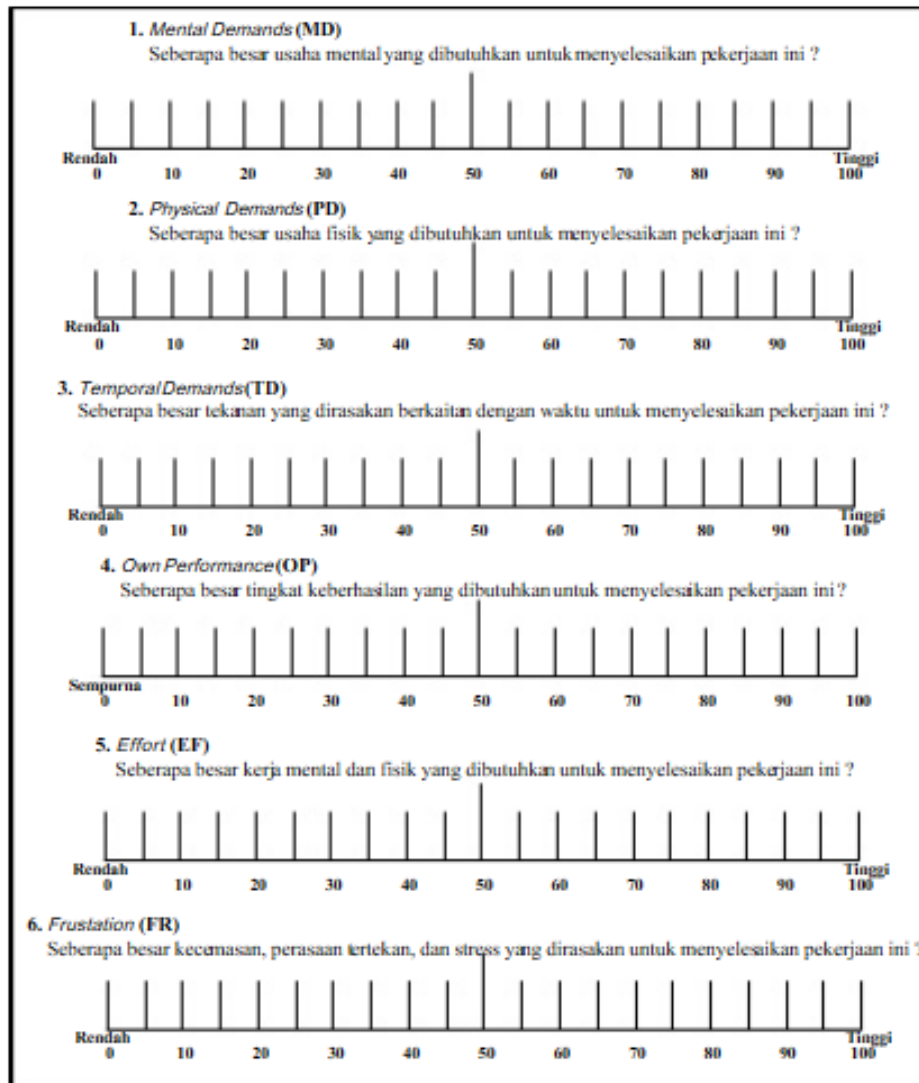 1. Mental Demands (MD)
Seberapa besar usaha mental yang dibutuhkan untuk menyelesaikan pekerjaan ini ?
Rendah Tinggi
0 10 20 30 40 50 60 70 80 90 100
2. Physical Demands (PD)
Seberapa besar usaha fisik yang dibutuhkan untuk menyelesaikan pekerjaan ini ?
Rendah Tinggi
0 10 20 30 40 50 60 70 80 90 100
3. Temporal Demands (TD)
Seberapa besar tekanan yang dirasakan berkaitan dengan waktu untuk menyelesaikan pekerjaan ini ?
Rendah Tinggi
0 10 20 30 40 50 60 70 80 90 100
4. Own Performance (OP)
Seberapa besar tingkat keberhasilan yang dibutuhkan untuk menyelesaikan pekerjaan ini?
Sempurna
0 10 20 30 40 50 60 70 80 90 100
5. Effort (EF)
Seberapa besar kerja mental dan fisik yang dibutuhkan untuk menyelesaikan pekerjaan ini ?
Rendah Tinggi
0 10 20 30 40 50 60 70 80 90 100
6. Frustation (FR)
Seberapa besar kecemasan, perasaan tertekan, dan stress yang dirasakan untuk menyelesaikan pekerjaan ini ?
Rendah Tinggi
0 10 20 30 40 50 60 70 80 90 100